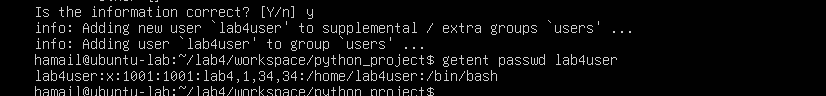 Is the information correct? [Y/n] y
info: Adding new user `lab4user' to supplemental / extra groups `users' ...
info: Adding user `lab4user' to group `users' ...
hamail@ubuntu-lab:~/lab4/workspace/python_project$ getent passwd lab4user
lab4user:x:1001:1001:lab4,1,34,34:/home/lab4user:/bin/bash
hamail@ubuntu-lab:~/lab4/workspace/python_project$